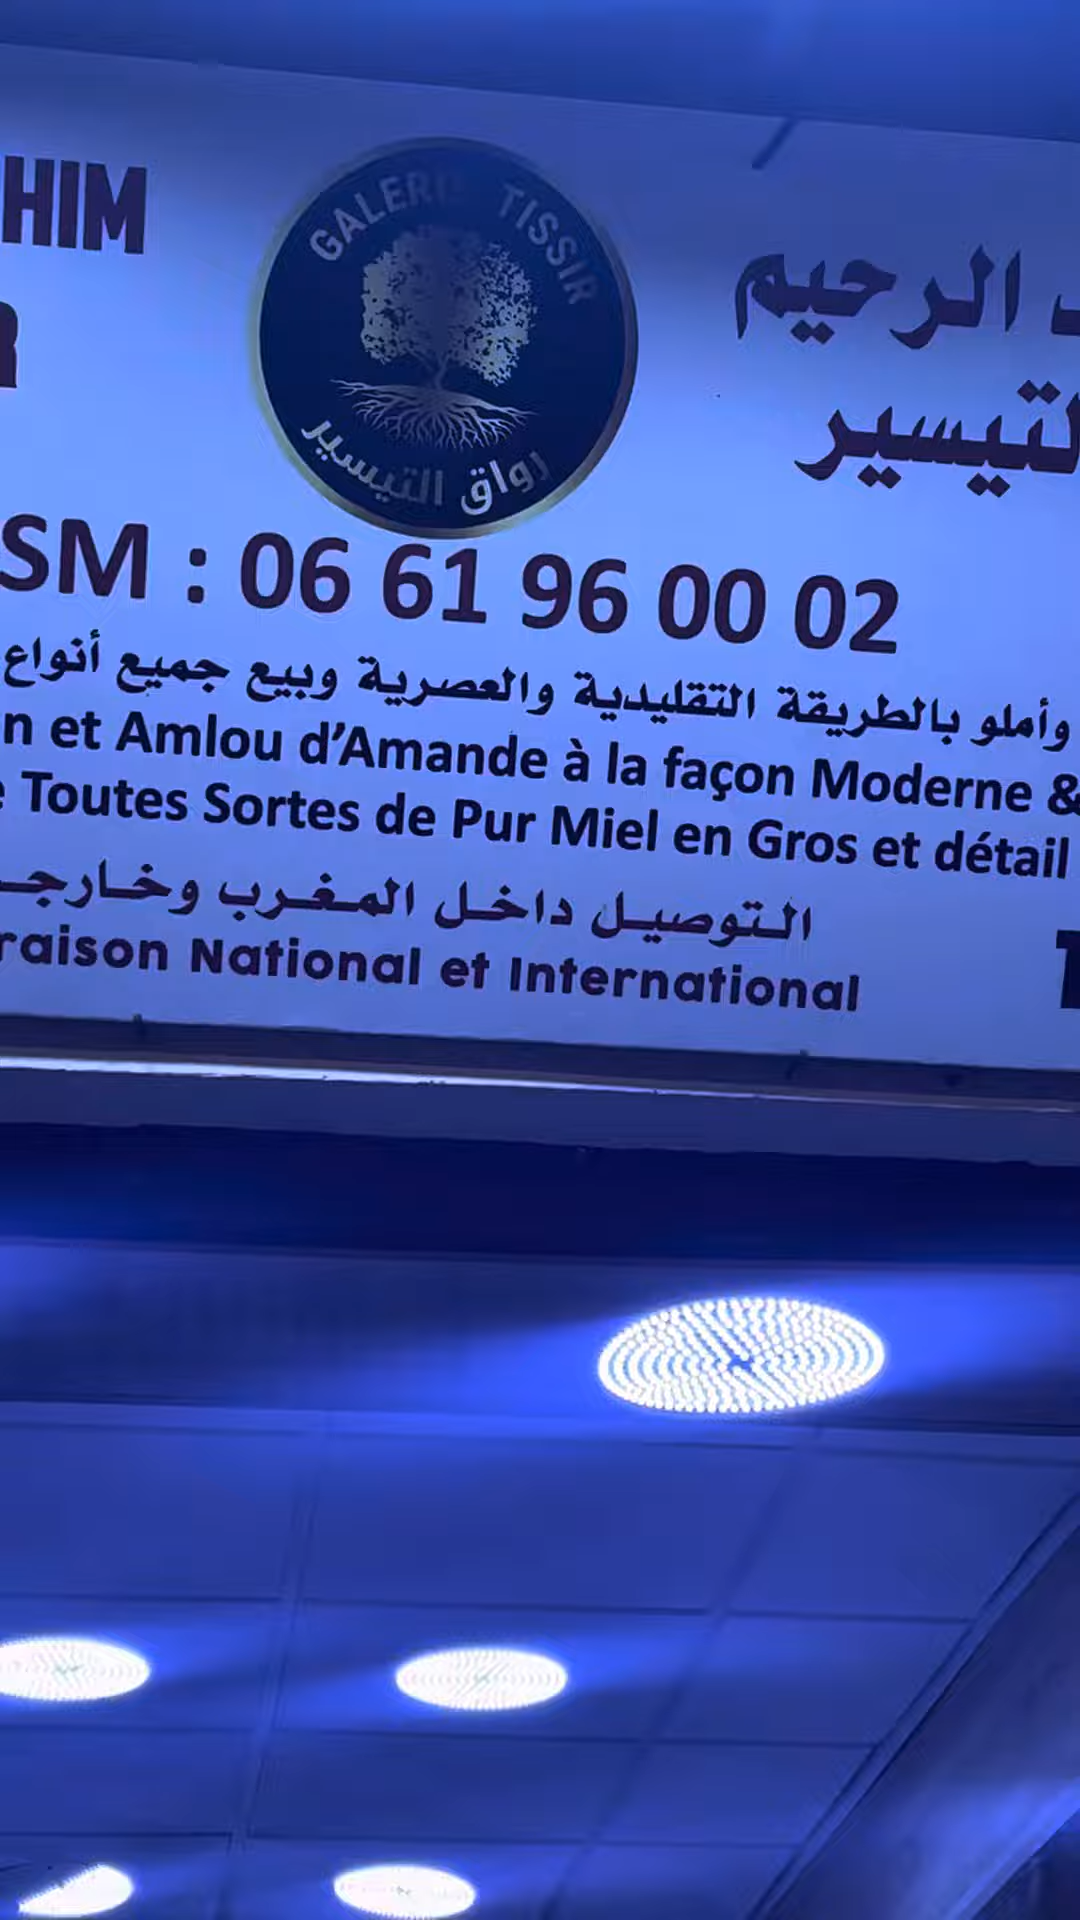 HIM
GALERIE TISSIR
رواق التيسير
الرحيم
التيسير
SM : 06 61 96 00 02
وأملو بالطريقة التقليدية والعصرية وبيع جميع أنواع
n et Amlou d'Amande à la façon Moderne &
Toutes Sortes de Pur Miel en Gros et détail
التوصيل داخل المغرب وخارج
raison National et International